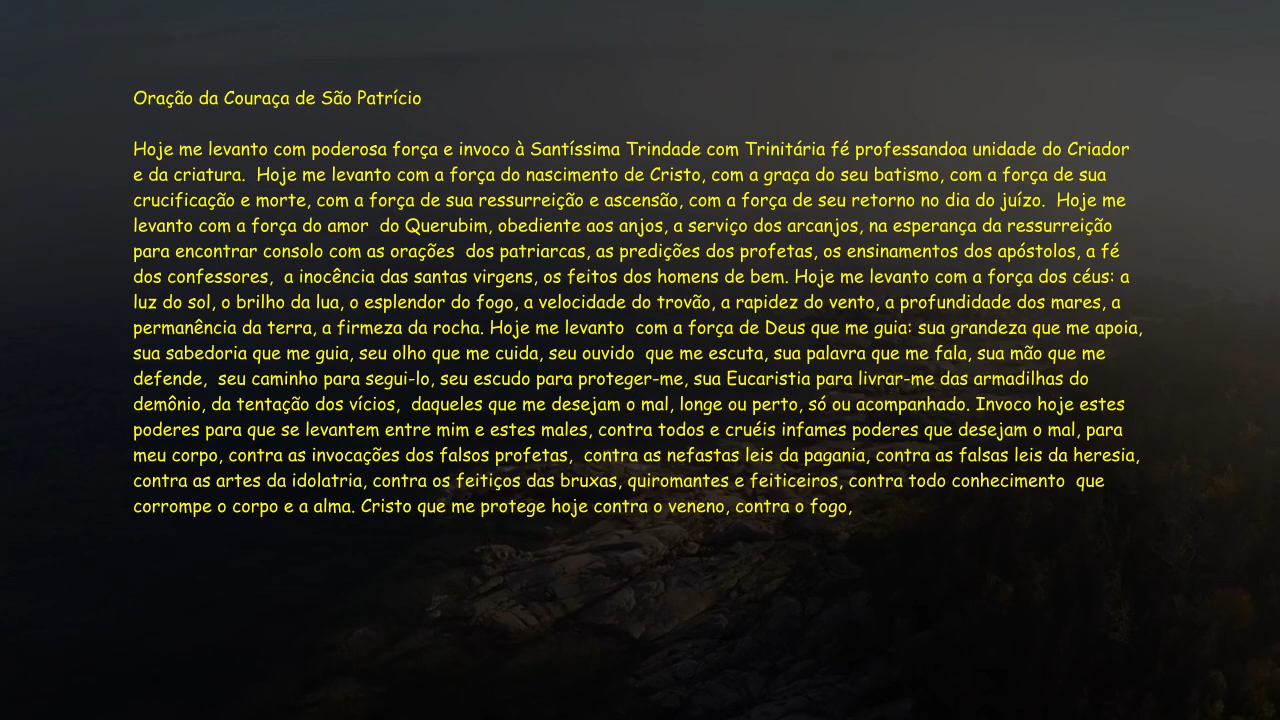 Oração da Couraça de São Patrício
Hoje me levanto com poderosa força e invoco à Santíssima Trindade com Trinitária fé professandoa unidade do Criador
e da criatura.  Hoje me levanto com a força do nascimento de Cristo, com a graça do seu batismo, com a força de sua
crucificação e morte, com a força de sua ressurreição e ascensão, com a força de seu retorno no dia do juízo.  Hoje me
levanto com a força do amor  do Querubim, obediente aos anjos, a serviço dos arcanjos, na esperança da ressurreição
para encontrar consolo com as orações  dos patriarcas, as predições dos profetas, os ensinamentos dos apóstolos, a fé
dos confessores,  a inocência das santas virgens, os feitos dos homens de bem. Hoje me levanto com a força dos céus: a
luz do sol, o brilho da lua, o esplendor do fogo, a velocidade do trovão, a rapidez do vento, a profundidade dos mares, a
permanência da terra, a firmeza da rocha. Hoje me levanto  com a força de Deus que me guia: sua grandeza que me apoia,
sua sabedoria que me guia, seu olho que me cuida, seu ouvido  que me escuta, sua palavra que me fala, sua mão que me
defende,  seu caminho para segui-lo, seu escudo para proteger-me, sua Eucaristia para livrar-me das armadilhas do
demônio, da tentação dos vícios,  daqueles que me desejam o mal, longe ou perto, só ou acompanhado. Invoco hoje estes
poderes para que se levantem entre mim e estes males, contra todos e cruéis infames poderes que desejam o mal, para
meu corpo, contra as invocações dos falsos profetas,  contra as nefastas leis da pagania, contra as falsas leis da heresia,
contra as artes da idolatria, contra os feitiços das bruxas, quiromantes e feiticeiros, contra todo conhecimento  que
corrompe o corpo e a alma. Cristo que me protege hoje contra o veneno, contra o fogo,